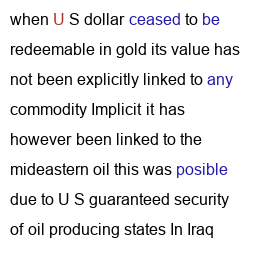 when U S dollar ceased to be
redeemable in gold its value has
not been explicitly linked to any
commodity Implicit it has
however been linked to the
mideastern oil this was posible
due to U S guaranteed security
of oil producing states In Iraq